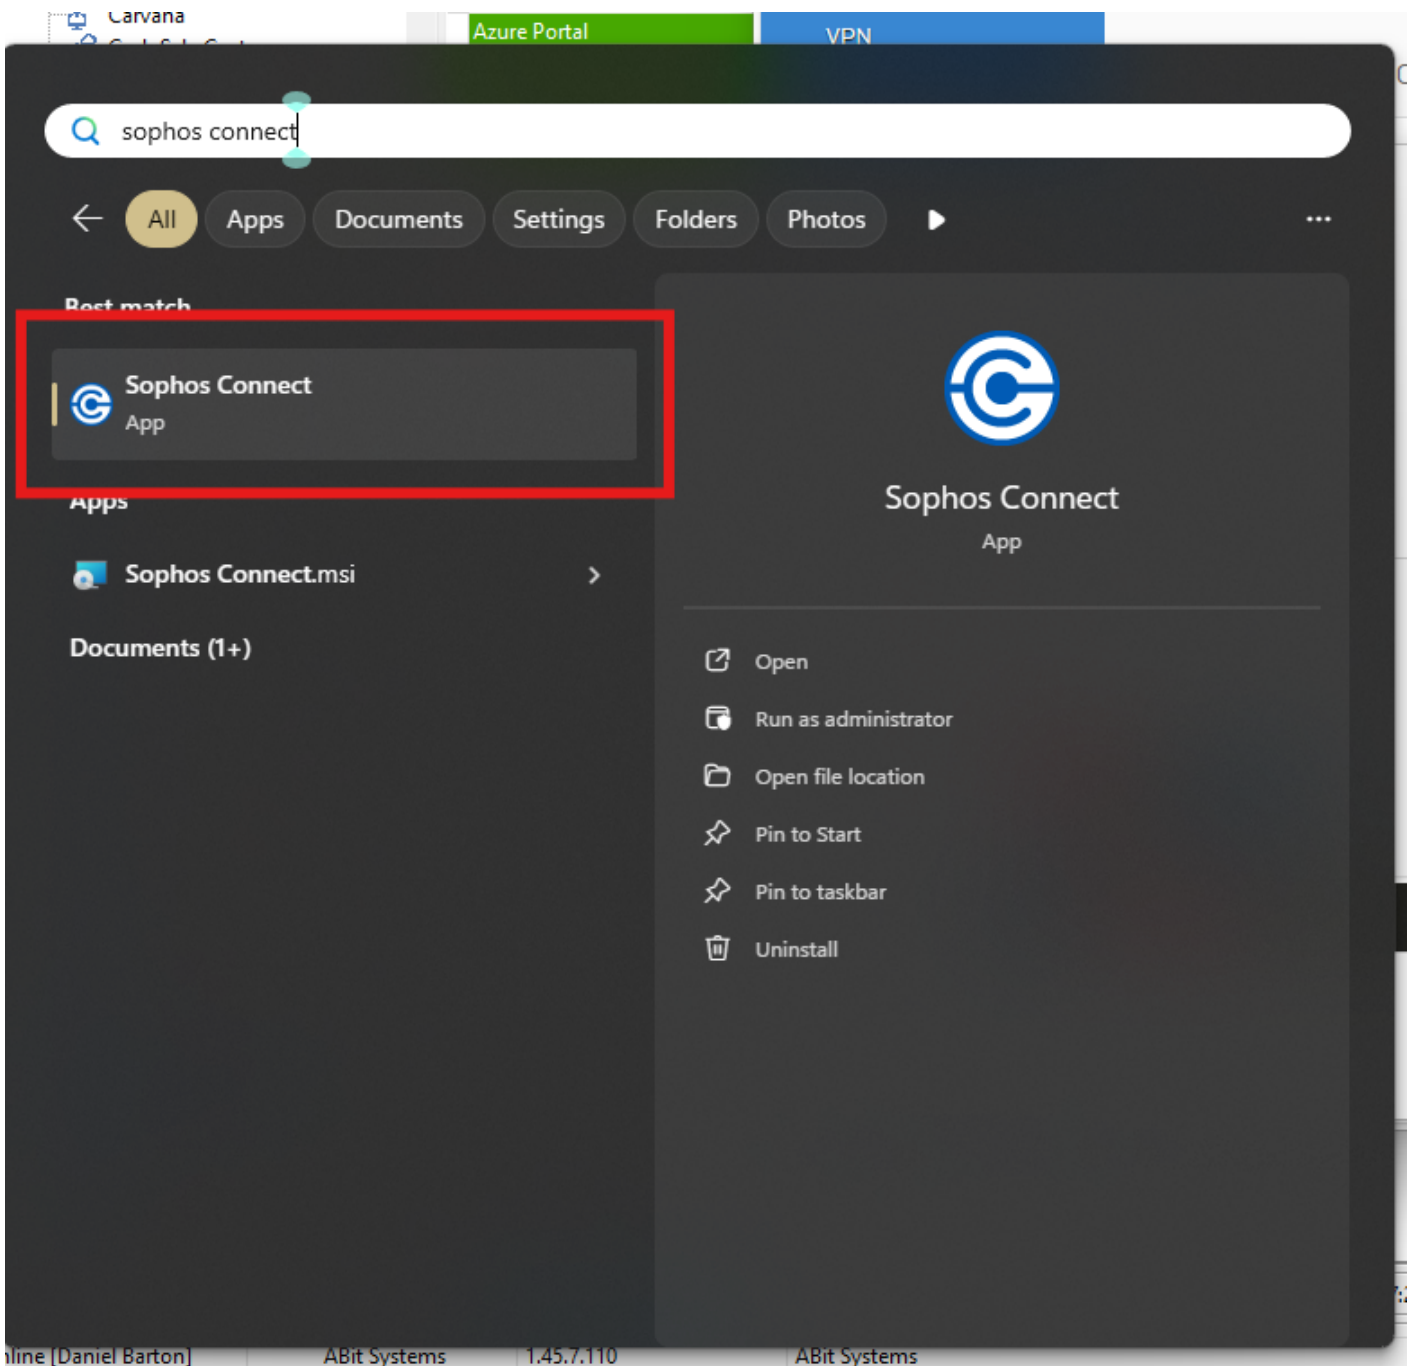 Carvana
Azure Portal
VPN
sophos connect
All
Apps
Documents
Settings
Folders
Photos
Best match
Sophos Connect
App
Apps
Sophos Connect.msi
Documents (1+)
Sophos Connect
App
Open
Run as administrator
Open file location
Pin to Start
Pin to taskbar
Uninstall
[Daniel Barton]
ABit Systems
1.45.7.110
ABit Systems